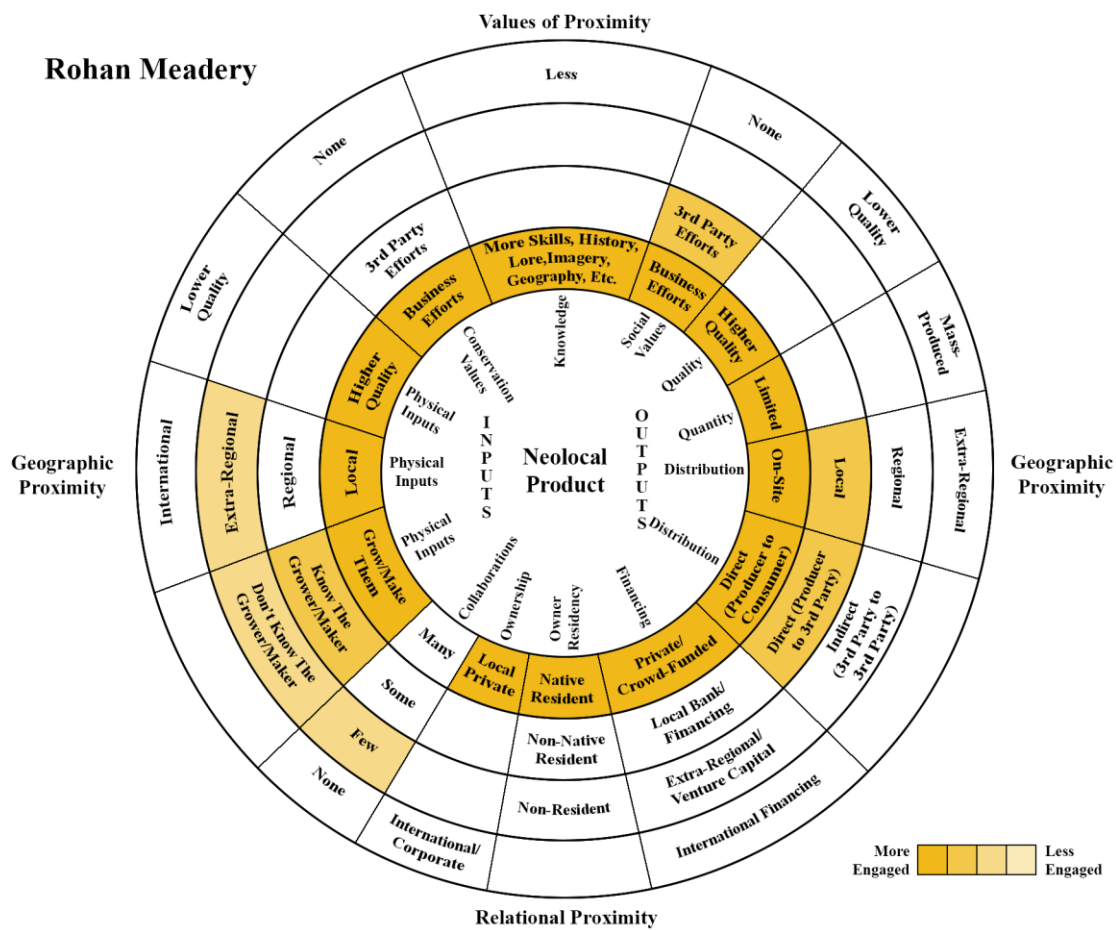 Values of Proximity
Rohan Meadery
Less
None
None
Lower
Quality
Lower
Quality
3rd Party
Efforts
3rd Party
Efforts
More Skills, History,
Lore,Imagery,
Geography, Etc.
Business
Efforts
Business
Efforts
Higher
Quality
Higher
Quality
Mass-
Produced
Limited
Conservation
Values
Knowledge
Social
Values
Quality
Quantity
Physical
Inputs
INPUTS
OUTPUTS
Neolocal
Product
Geographic
Proximity
International
Extra-Regional
Regional
Local
Physical
Inputs
Distribution
On-Site
Local
Regional
Extra-Regional
Geographic
Proximity
Physical
Inputs
Distribution
Collaborations
Ownership
Owner
Residency
Financing
Grow/Make
Them
Know The
Grower/Maker
Don't Know The
Grower/Maker
Direct
(Producer to
Consumer)
Direct (Producer
to 3rd Party)
Indirect
(3rd Party to
3rd Party)
Many
Some
Few
None
Local
Private
International/
Corporate
Native
Resident
Non-Native
Resident
Non-Resident
Private/
Crowd-Funded
Local Bank/
Financing
Extra-Regional/
Venture Capital
International Financing
More
Engaged
Less
Engaged
Relational Proximity